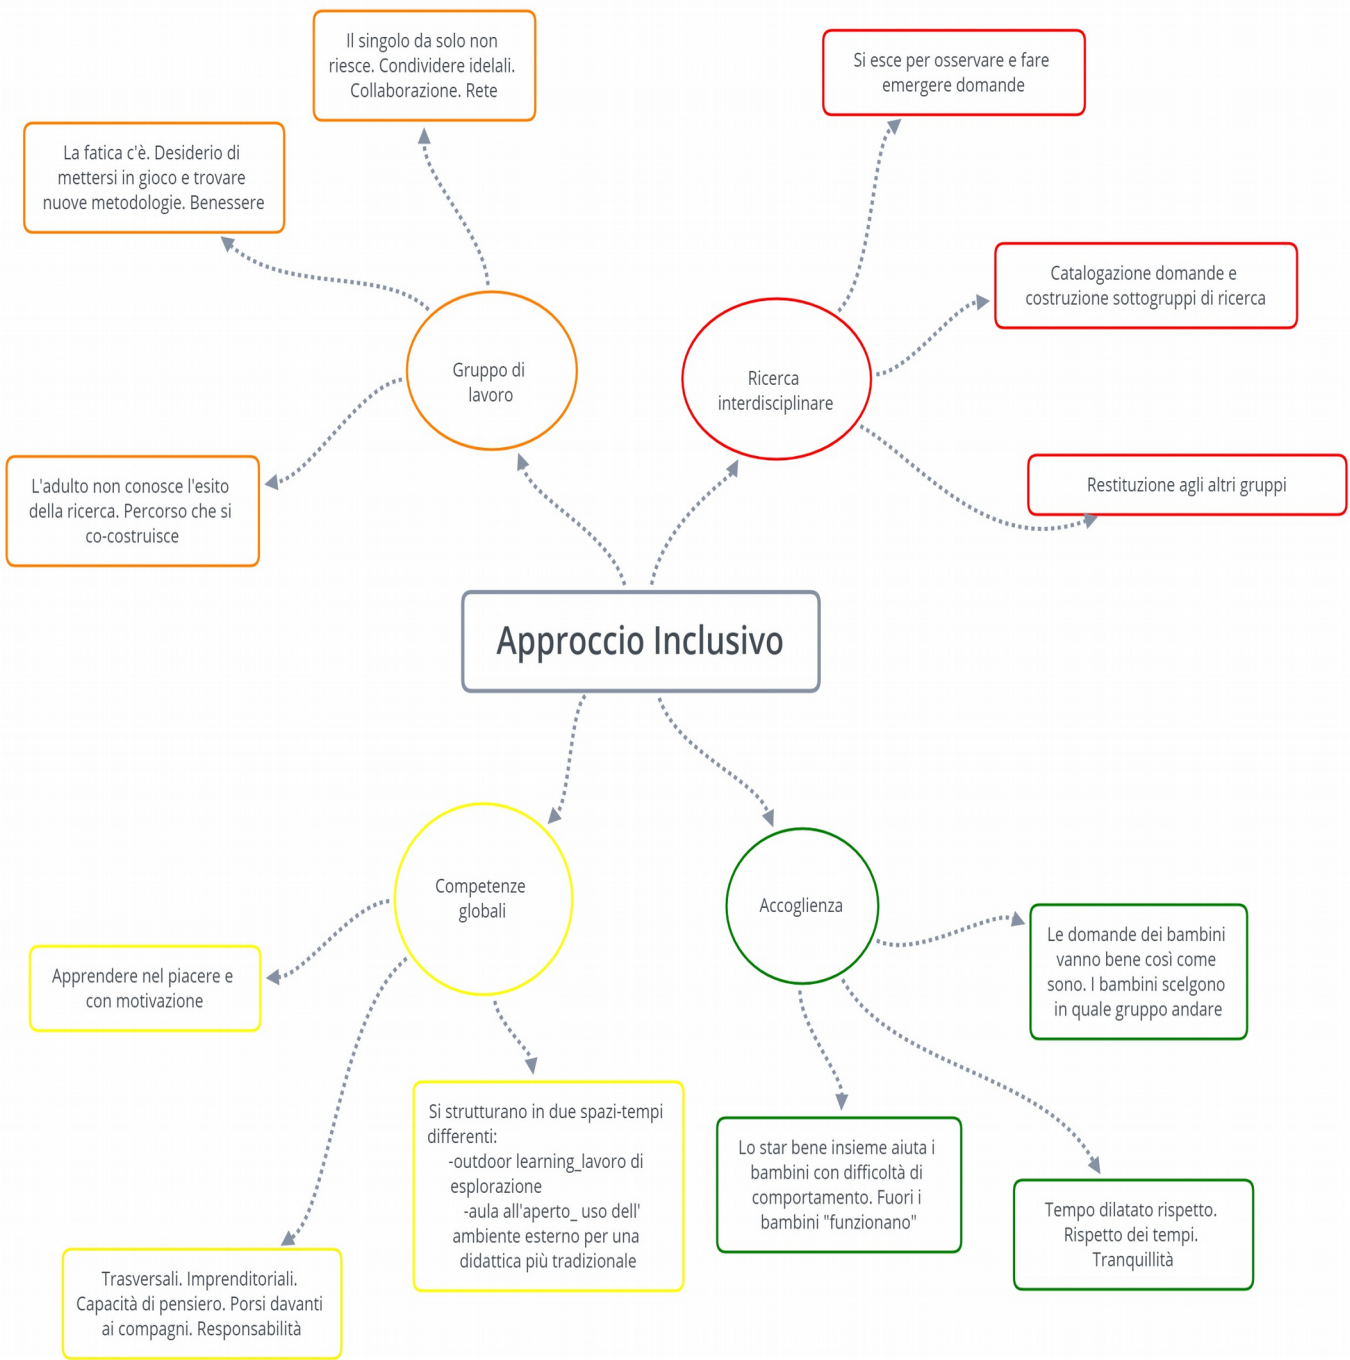 Il singolo da solo non
riesce. Condividere idelali.
Collaborazione. Rete
Si esce per osservare e fare
emergere domande
La fatica c'è. Desiderio di
mettersi in gioco e trovare
nuove metodologie. Benessere
Catalogazione domande e
costruzione sottogruppi di ricerca
Gruppo di
lavoro
Ricerca
interdisciplinare
L'adulto non conosce l'esito
della ricerca. Percorso che si
co-costruisce
Restituzione agli altri gruppi
Approccio Inclusivo
Competenze
globali
Accoglienza
Le domande dei bambini
vanno bene così come
sono. I bambini scelgono
in quale gruppo andare
Apprendere nel piacere e
con motivazione
Si strutturano in due spazi-tempi
differenti:
-outdoor learning_lavoro di
esplorazione
-aula all'aperto_ uso dell'
ambiente esterno per una
didattica più tradizionale
Lo star bene insieme aiuta i
bambini con difficoltà di
comportamento. Fuori i
bambini "funzionano"
Tempo dilatato rispetto.
Rispetto dei tempi.
Tranquillità
Trasversali. Imprenditoriali.
Capacità di pensiero. Porsi davanti
ai compagni. Responsabilità